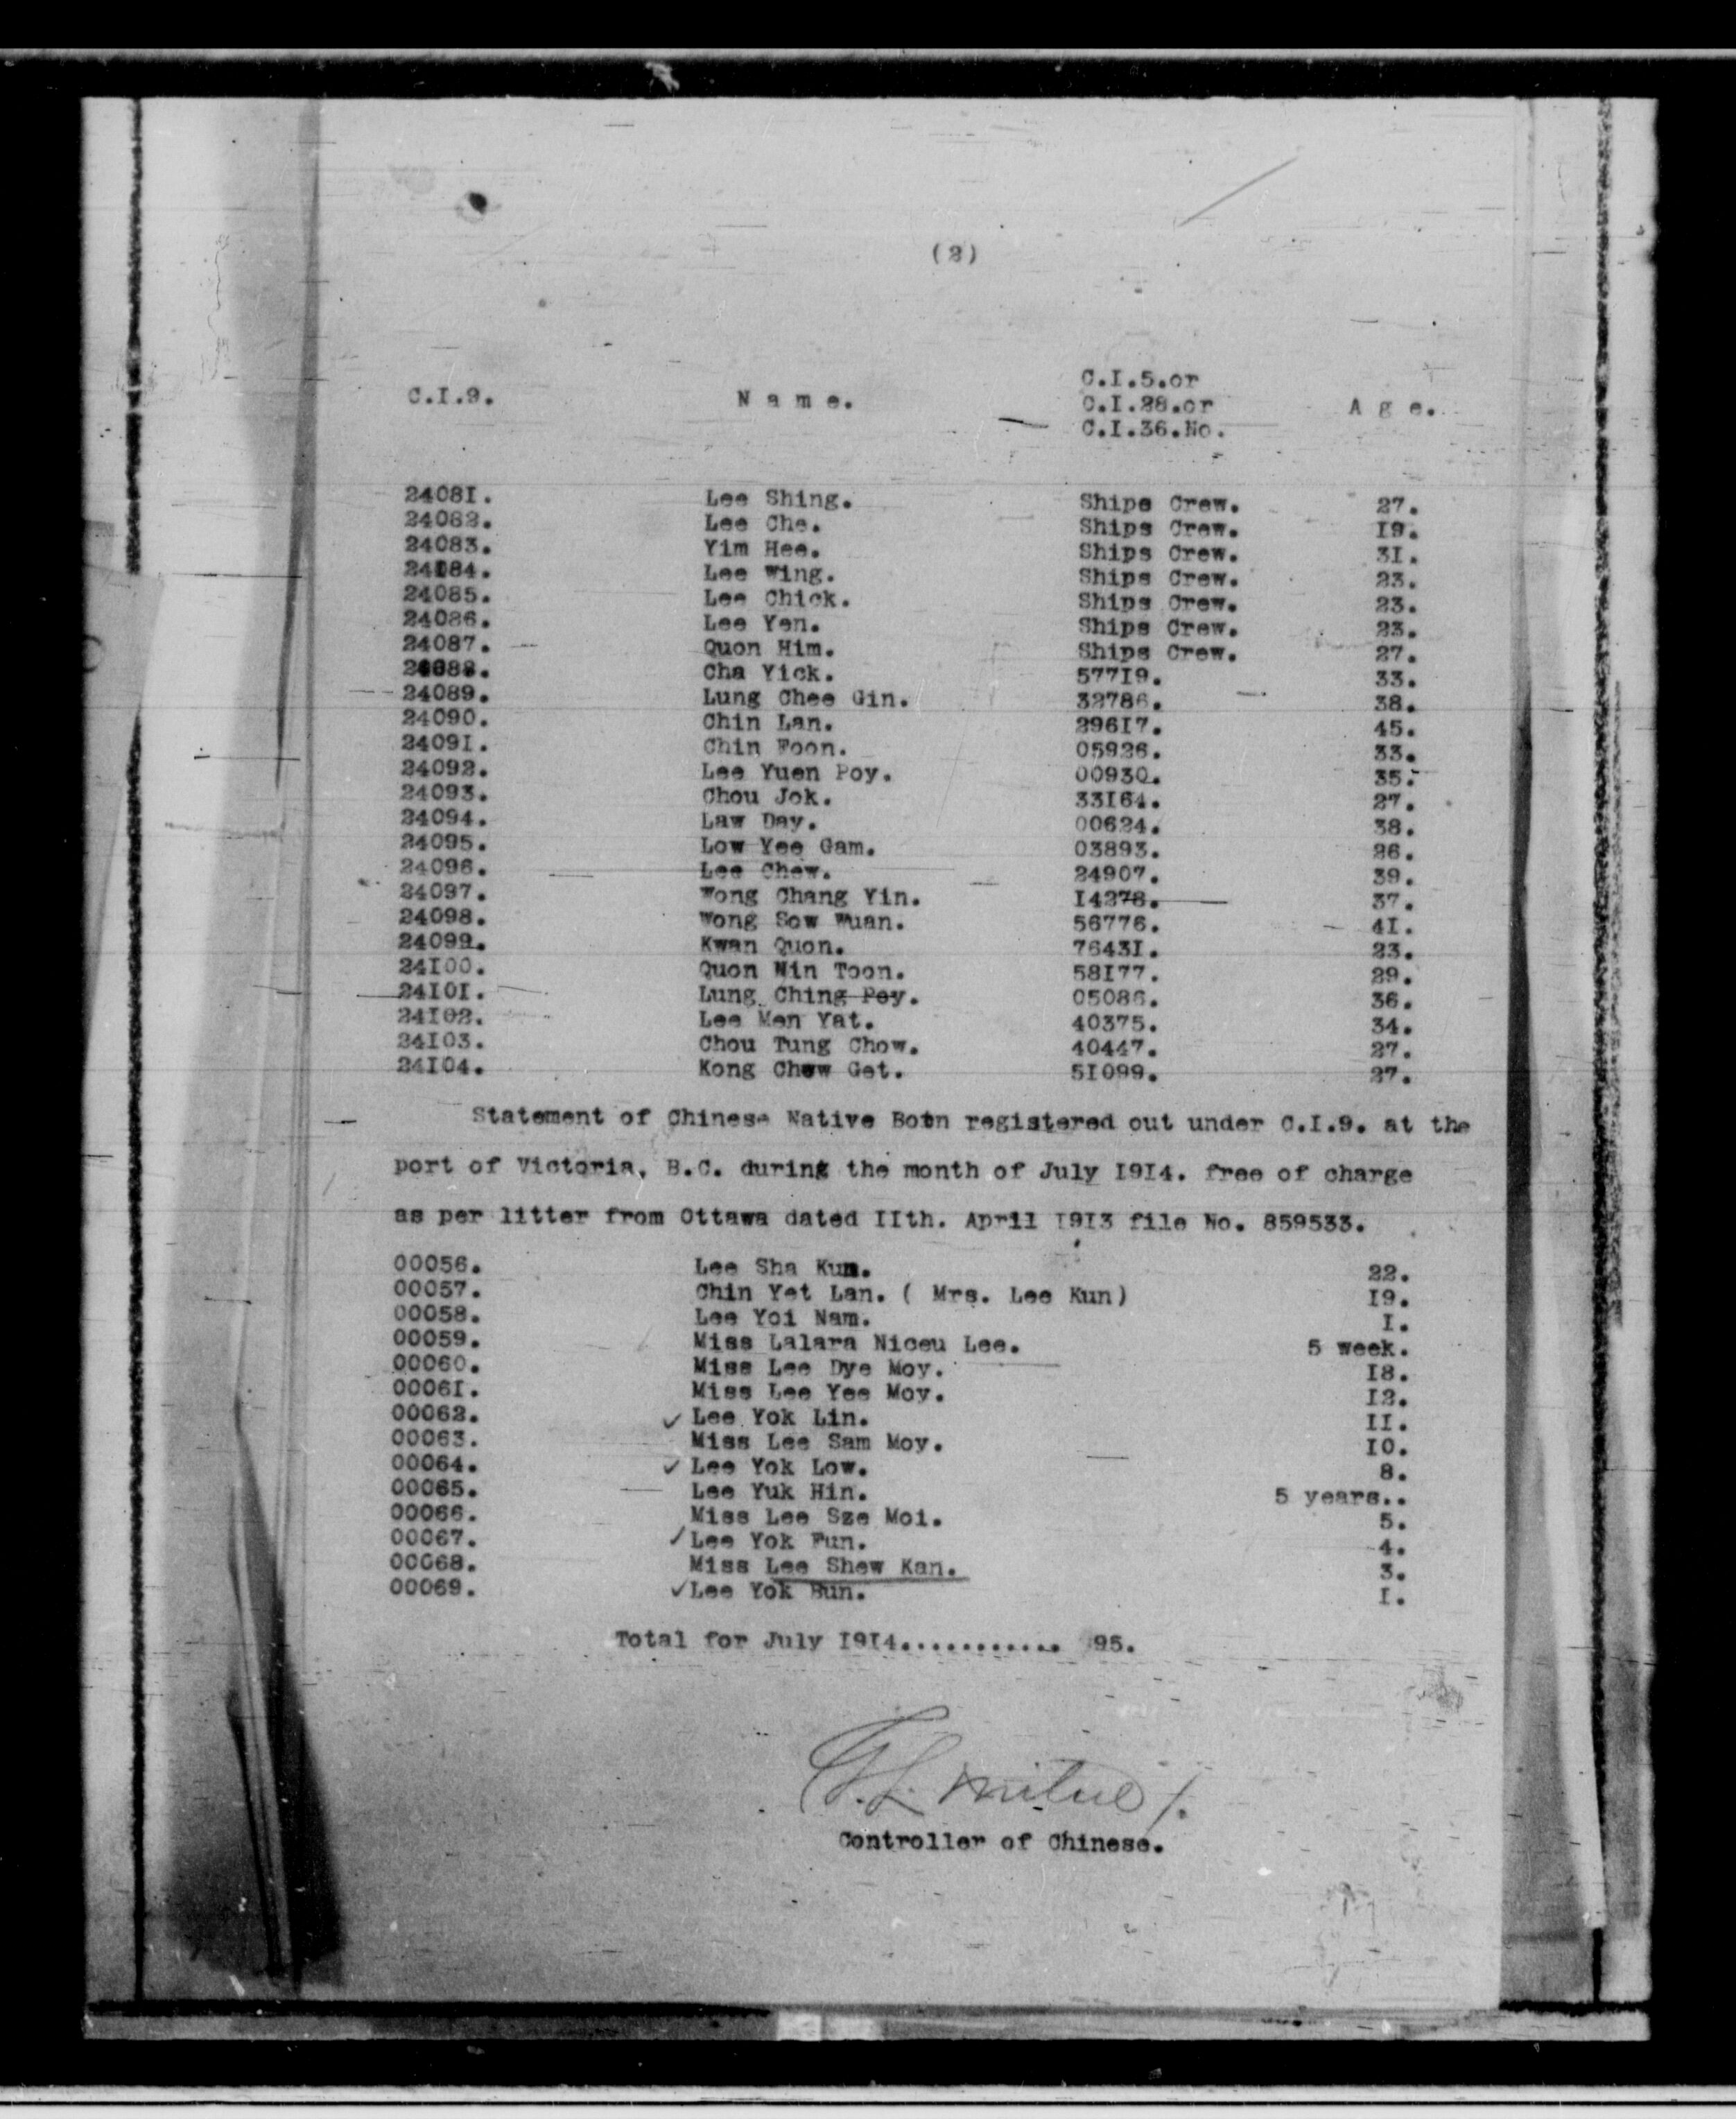 (2)
C.I.9. N a m e. C.I.5.or A g e.
C.I.28.or
C.I.36.No.
24081. Lee Shing. Ships Crew. 27.
24082. Lee Che. Ships Crew. 19.
24083. Yim Hee. Ships Crew. 31.
24084. Lee Wing. Ships Crew. 23.
24085. Lee Chick. Ships Crew. 23.
24086. Lee Yen. Ships Crew. 23.
24087. Quon Him. Ships Crew. 27.
24088. Cha Yick. 57719. 33.
24089. Lung Chee Gin. 32786. 38.
24090. Chin Lan. 29617. 45.
24091. Chin Foon. 05926. 33.
24092. Lee Yuen Poy. 00930. 35.
24093. Chou Jok. 33164. 27.
24094. Law Day. 00624. 38.
24095. Low Yee Gam. 03893. 26.
24096. Lee Chew. 24907. 39.
24097. Wong Chang Yin. 14278. 37.
24098. Wong Sow Wuan. 56776. 41.
24099. Kwan Quon. 76431. 23.
24100. Quon Nin Toon. 58177. 29.
24101. Lung Ching Poy. 05086. 36.
24102. Lee Men Yat. 40375. 34.
24103. Chou Tung Chow. 40447. 27.
24104. Kong Chew Get. 51099. 27.
Statement of Chinese Native Born registered out under C.I.9. at the
port of Victoria, B.C. during the month of July 1914. free of charge
as per litter from Ottawa dated 11th. April 1913 file No. 859533.
00056. Lee Sha Kum. 22.
00057. Chin Yet Lan. ( Mrs. Lee Kun) 19.
00058. Lee Yoi Nam. 1.
00059. Miss Lalara Niceu Lee. 5 week.
00060. Miss Lee Dye Moy. 18.
00061. Miss Lee Yee Moy. 12.
00062. ✓ Lee Yok Lin. 11.
00063. Miss Lee Sam Moy. 10.
00064. ✓ Lee Yok Low. 8.
00065. Lee Yuk Hin. 5 years..
00066. Miss Lee Sze Moi. 5.
00067. ✓ Lee Yok Fun. 4.
00068. Miss Lee Shew Kan. 3.
00069. ✓ Lee Yok Bun. 1.
Total for July 1914............ 95.
G.L. Milne
Controller of Chinese.